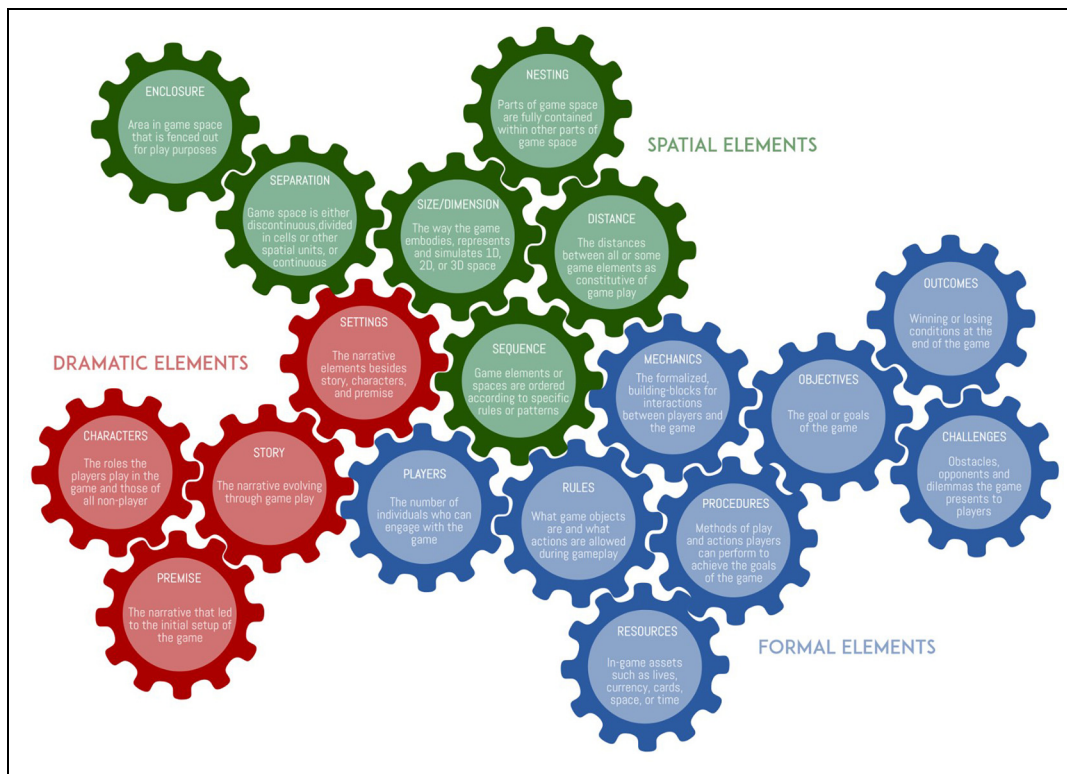 ENCLOSURE
Area in game space
that is fenced out
for play purposes
NESTING
Parts of game space
are fully contained
within other parts of
game space
SPATIAL ELEMENTS
SEPARATION
Game space is either
discontinuous,divided
in cells or other
spatial units, or
continuous
SIZE/DIMENSION
The way the game
embodies, represents
and simulates 1D,
2D, or 3D space
DISTANCE
The distances
between all or some
game elements as
constitutive of
game play
OUTCOMES
Winning or losing
conditions at the
end of the game
DRAMATIC ELEMENTS
SETTINGS
The narrative
elements besides
story, characters,
and premise
SEQUENCE
Game elements or
spaces are ordered
according to specific
rules or patterns
MECHANICS
The formalized,
building-blocks for
interactions
between players and
the game
OBJECTIVES
The goal or goals
of the game
CHARACTERS
The roles the
players play in the
game and those of
all non-player
STORY
The narrative evolving
through game play
PLAYERS
The number of
individuals who can
engage with the
game
RULES
What game objects
are and what
actions are allowed
during gameplay
PROCEDURES
Methods of play
and actions players
can perform to
achieve the goals
of the game
CHALLENGES
Obstacles,
opponents and
dilemmas the game
presents to
players
PREMISE
The narrative that led
to the initial setup of
the game
RESOURCES
In-game assets
such as lives,
currency, cards,
space, or time
FORMAL ELEMENTS